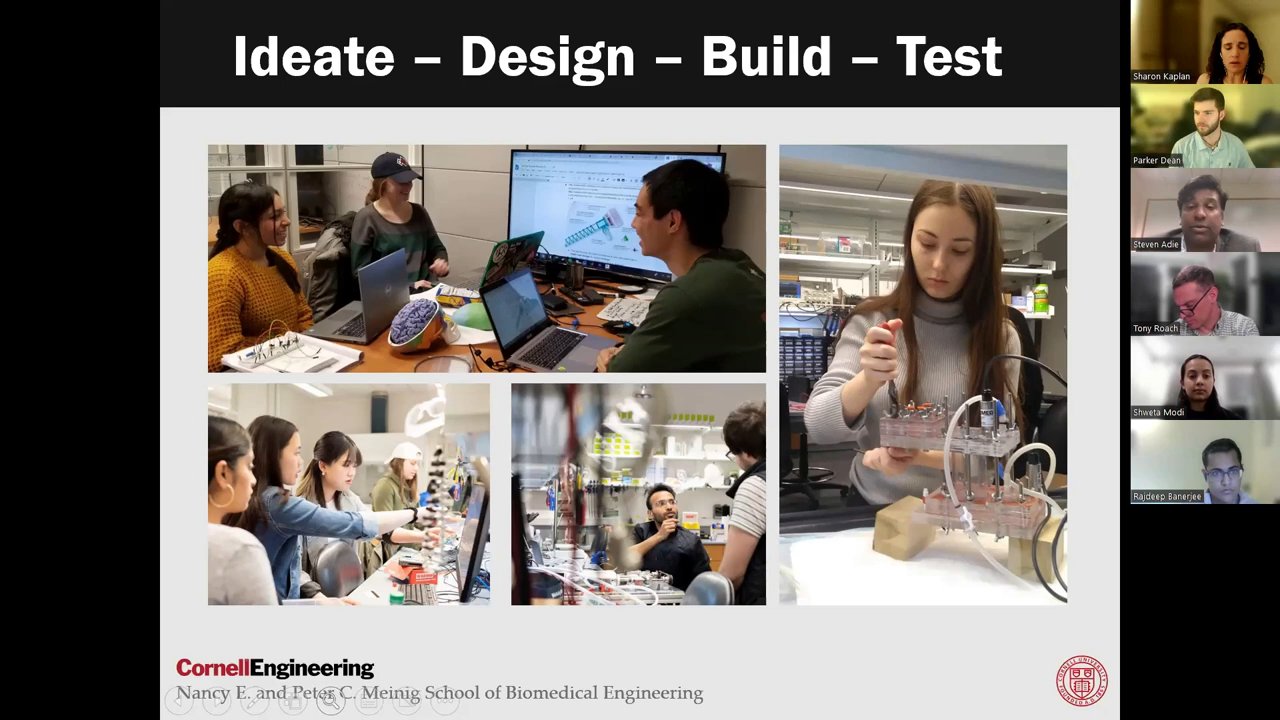 Ideate – Design – Build – Test
CornellEngineering
Nancy E. and Peter C. Meinig School of Biomedical Engineering
Sharon Kaplan
Parker Dean
Steven Adie
Tony Roach
Shweta Modi
Rajdeep Banerjee